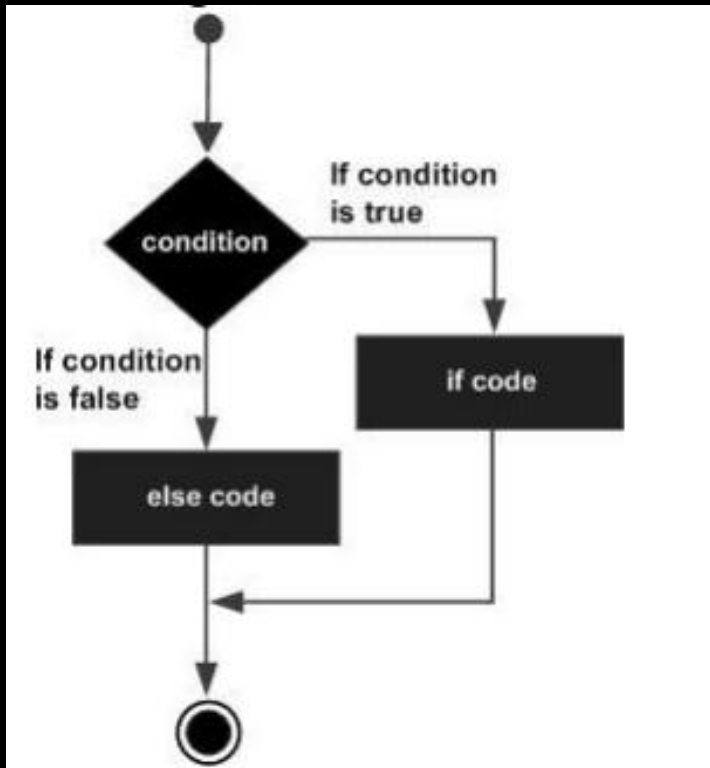 If condition
is true
condition
If condition
is false
if code
else code